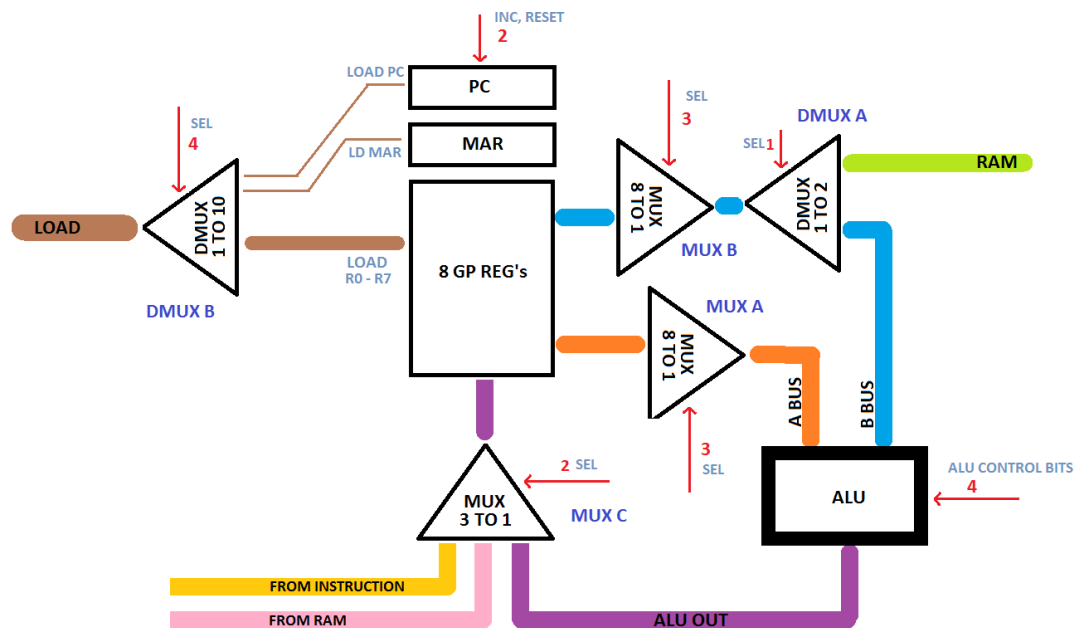 INC, RESET
2
LOAD PC
PC
SEL
4
LD MAR
MAR
SEL
3
DMUX A
SEL 1
RAM
MUX
8 TO 1
DMUX
1 TO 2
DMUX
1 TO 10
LOAD
MUX B
LOAD
R0 - R7
8 GP REG's
DMUX B
MUX A
MUX
8 TO 1
A BUS
B BUS
3
SEL
2 SEL
MUX
3 TO 1
MUX C
ALU
ALU CONTROL BITS
4
FROM INSTRUCTION
FROM RAM
ALU OUT